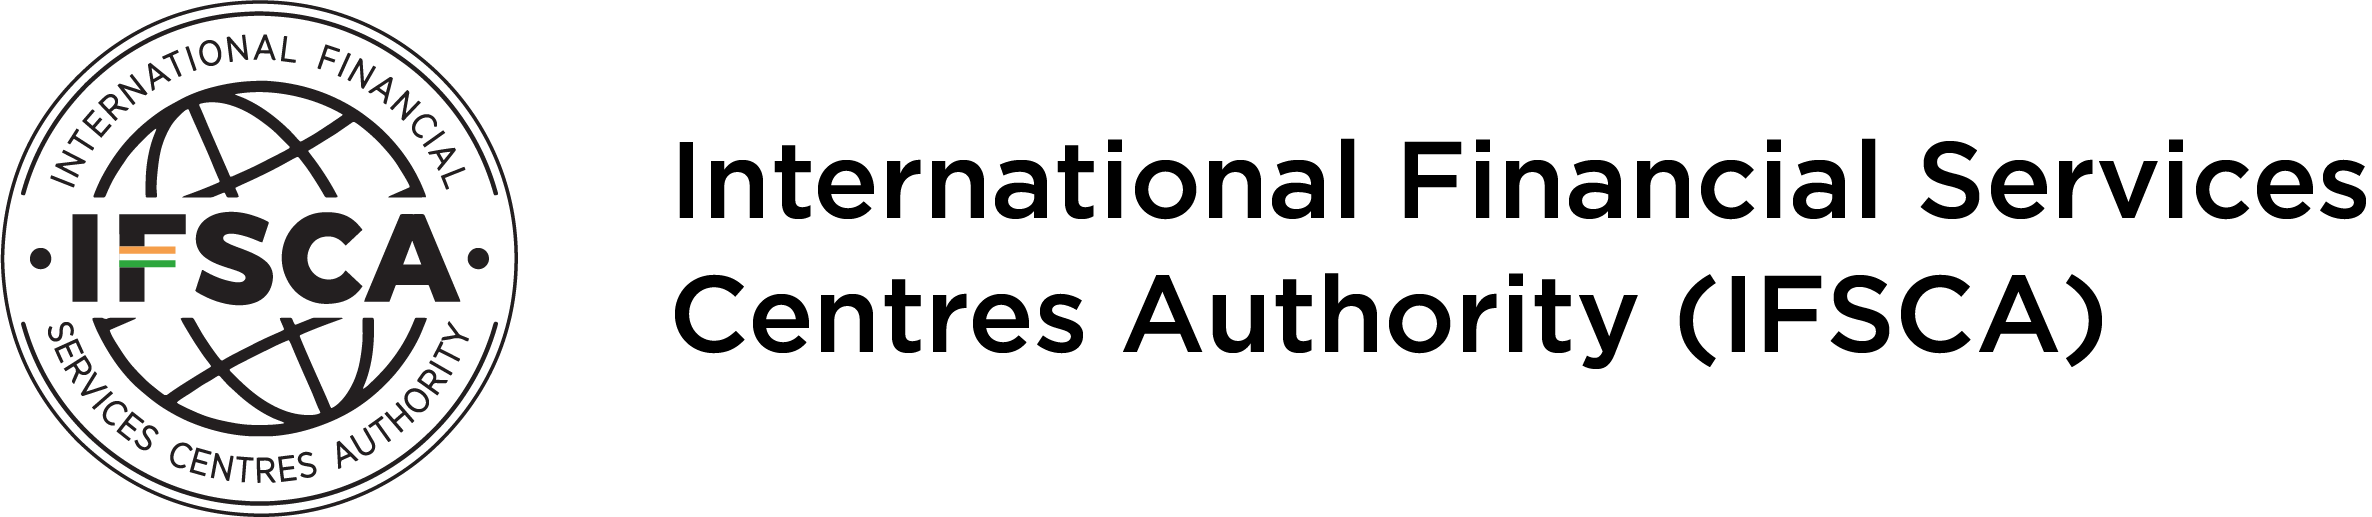 INTERNATIONAL FINANCIAL
IFSCA
SERVICES CENTRES AUTHORITY
International Financial Services
Centres Authority (IFSCA)